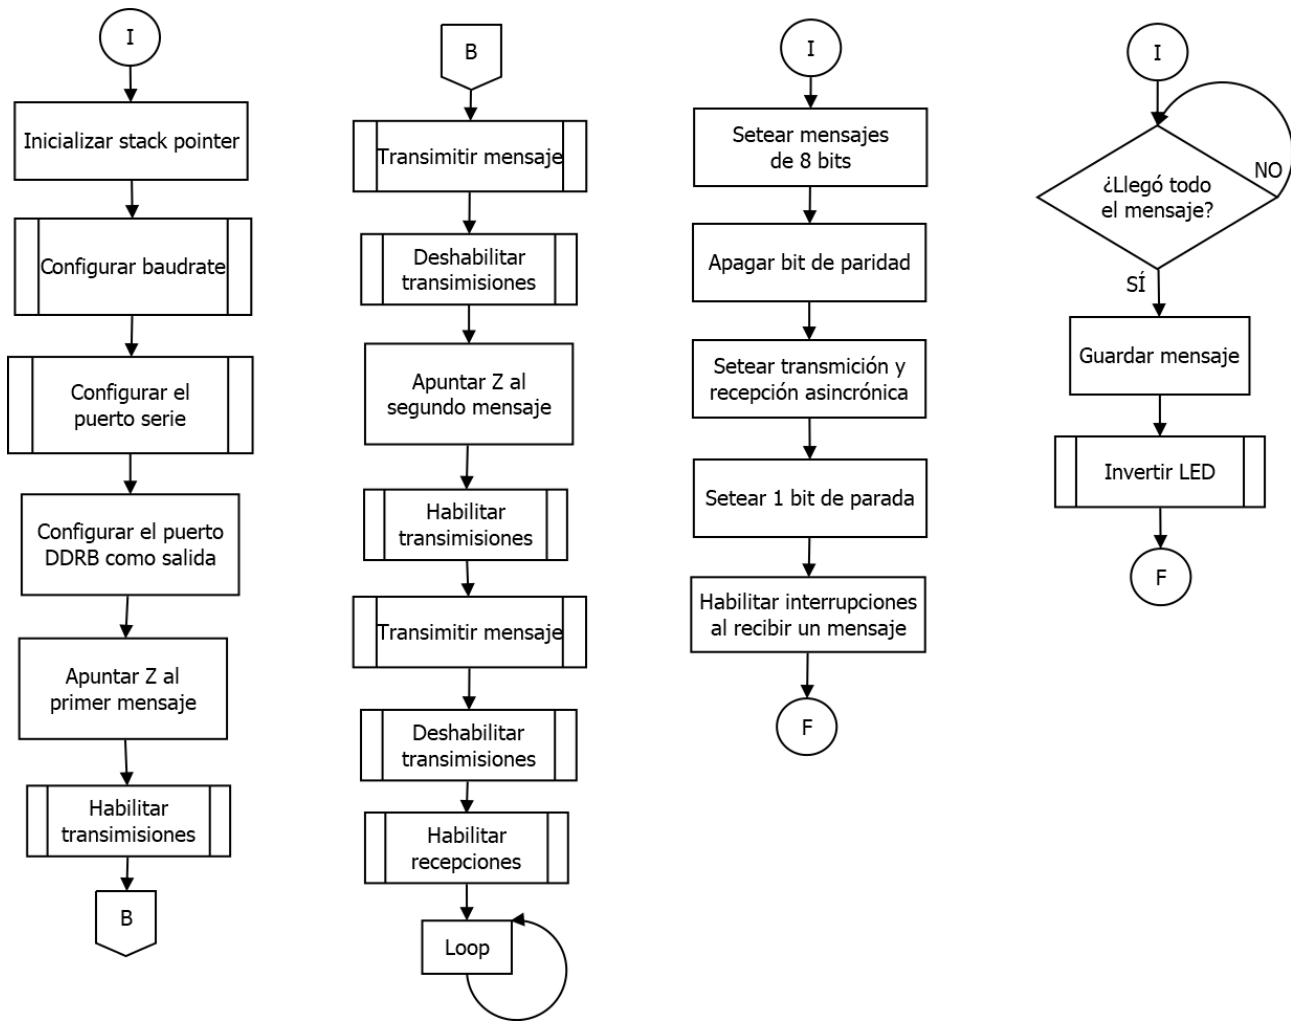 I
Inicializar stack pointer
Configurar baudrate
Configurar el
puerto serie
Configurar el puerto
DDRB como salida
Apuntar Z al
primer mensaje
Habilitar
transimisiones
B
B
Transimitir mensaje
Deshabilitar
transimisiones
Apuntar Z al
segundo mensaje
Habilitar
transimisiones
Transimitir mensaje
Deshabilitar
transimisiones
Habilitar
recepciones
Loop
I
Setear mensajes
de 8 bits
Apagar bit de paridad
Setear transmición y
recepción asincrónica
Setear 1 bit de parada
Habilitar interrupciones
al recibir un mensaje
F
I
¿Llegó todo
el mensaje?
NO
SÍ
Guardar mensaje
Invertir LED
F